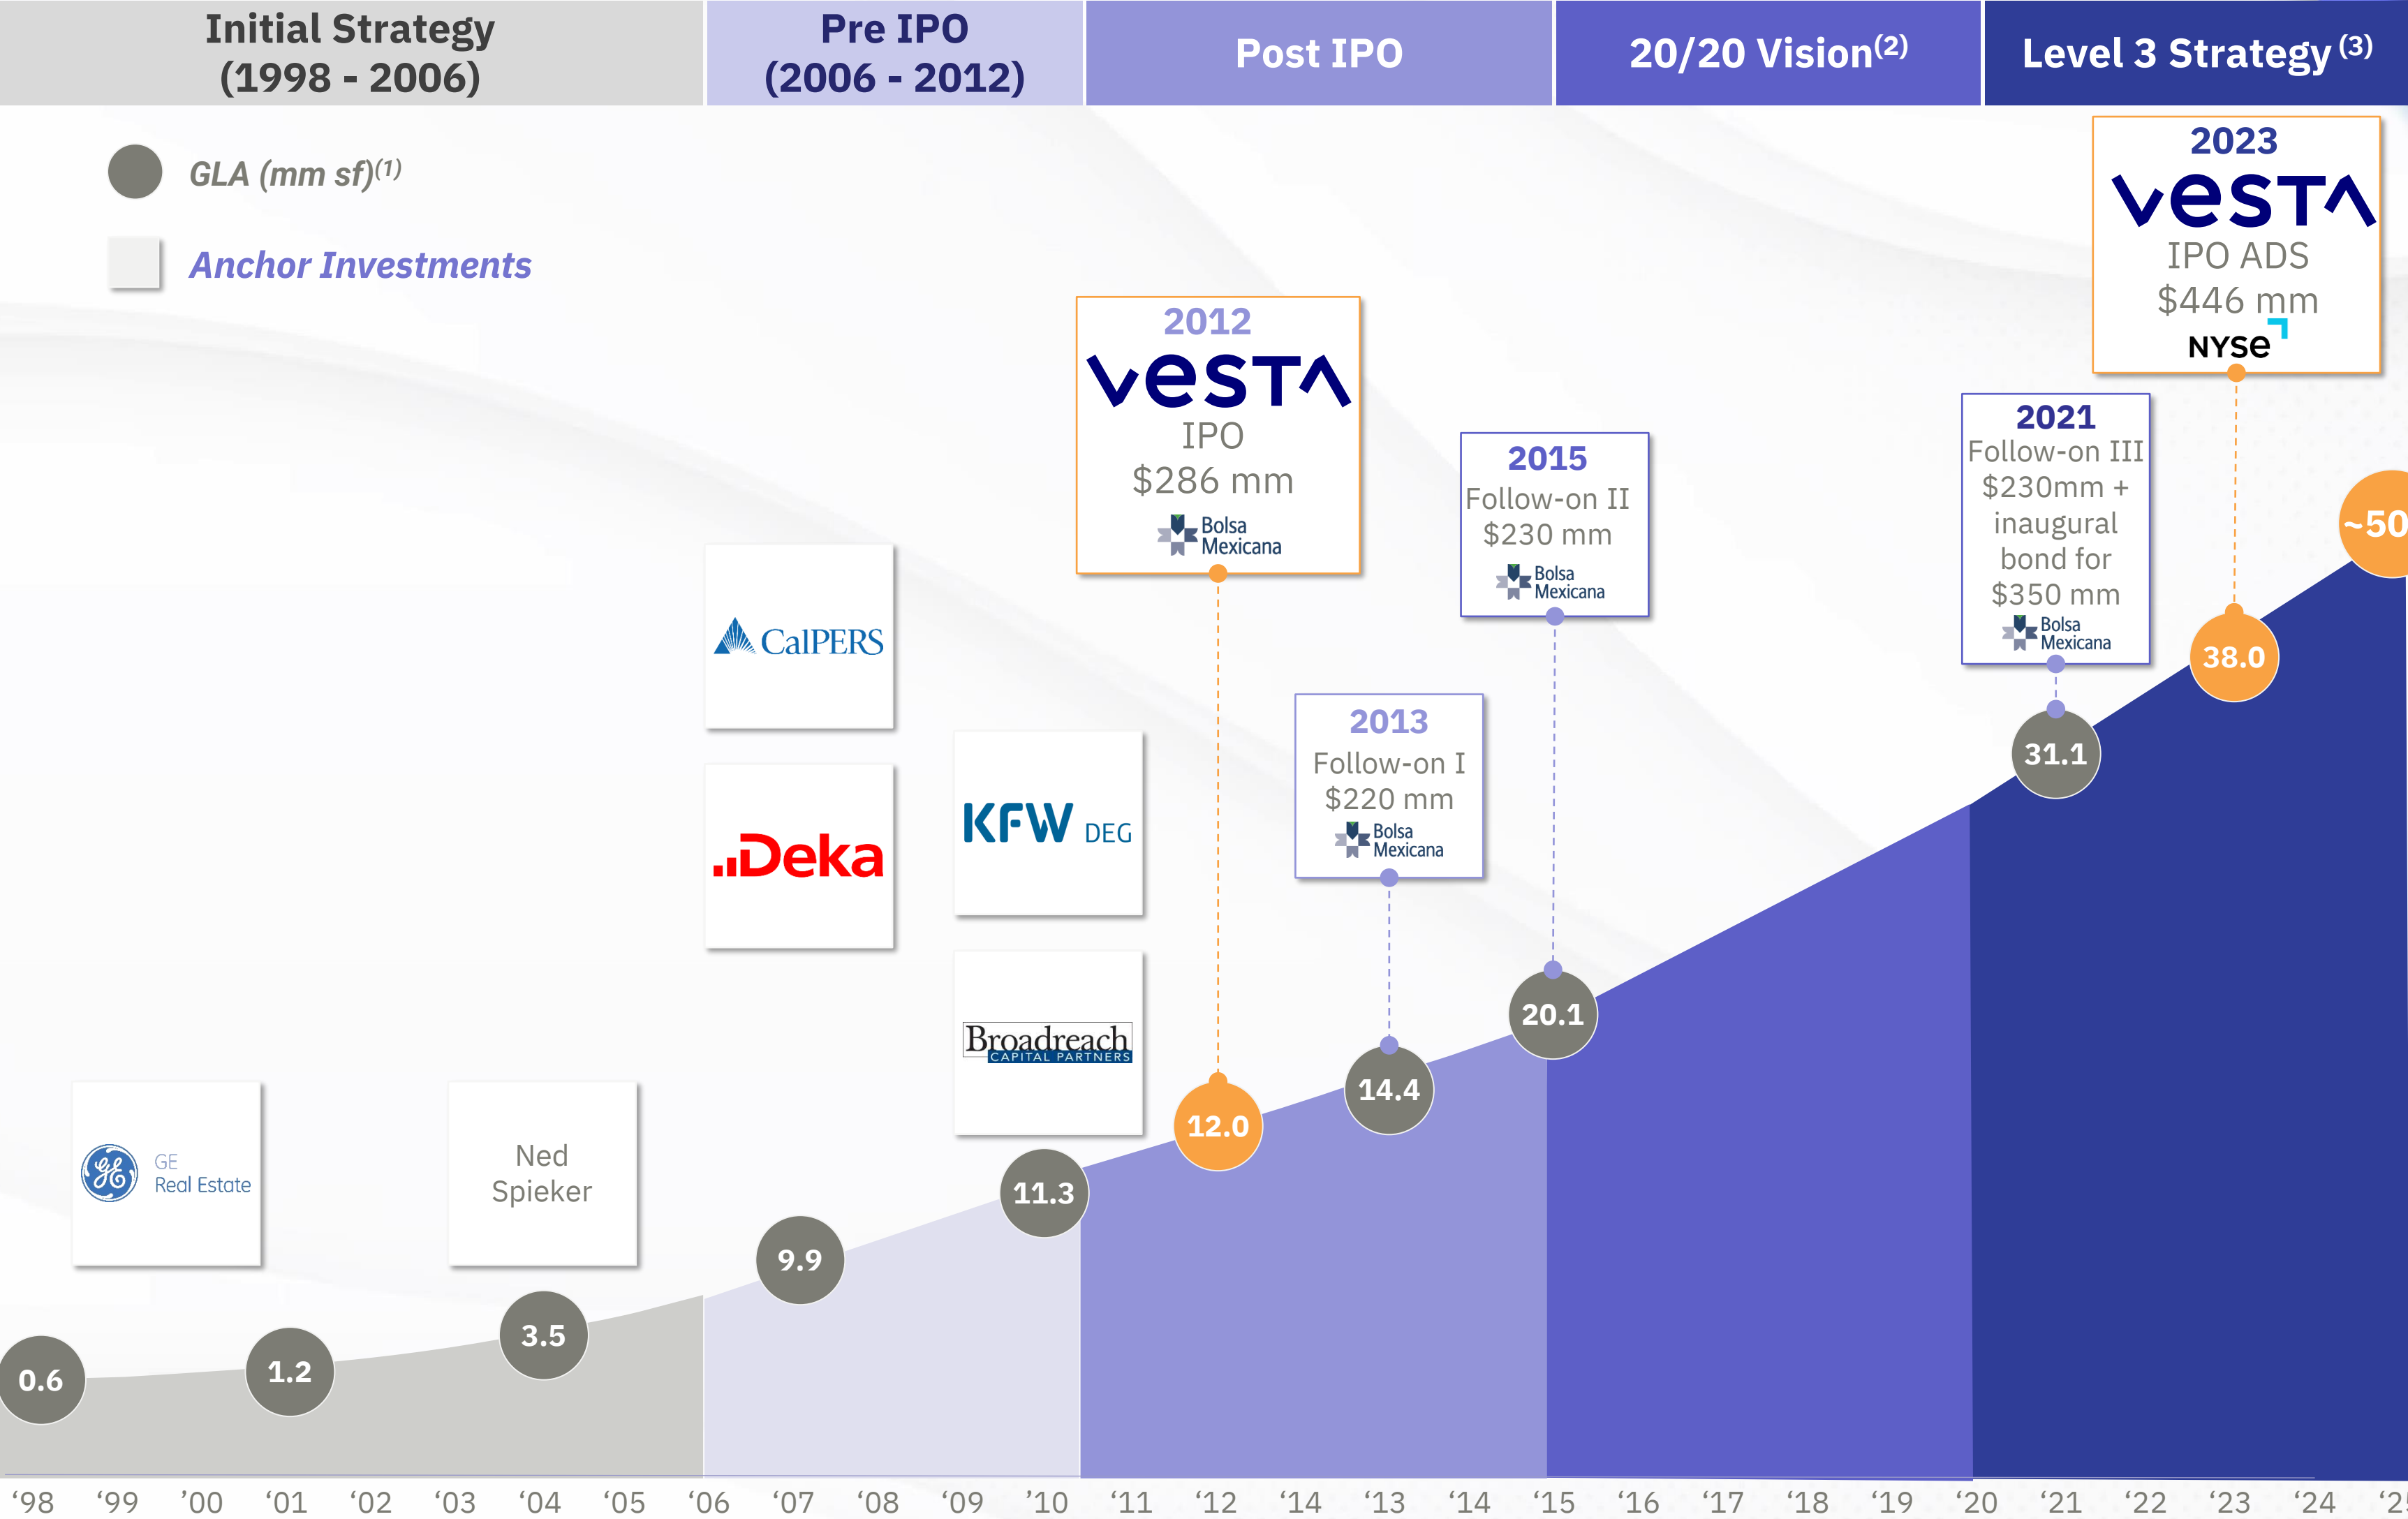 Initial Strategy
(1998 - 2006)
Pre IPO
(2006 - 2012)
Post IPO
20/20 Vision(2)
Level 3 Strategy (3)
GLA (mm sf)(1)
Anchor Investments
2023
VESTA
IPO ADS
$446 mm
NYSE
2012
VESTA
IPO
$286 mm
Bolsa
Mexicana
2021
Follow-on III
$230mm +
inaugural
bond for
$350 mm
Bolsa
Mexicana
2015
Follow-on II
$230 mm
Bolsa
Mexicana
2013
Follow-on I
$220 mm
Bolsa
Mexicana
CalPERS
Deka
KFW DEG
Broadreach
CAPITAL PARTNERS
GE
GE
Real Estate
Ned
Spieker
0.6
1.2
3.5
9.9
11.3
12.0
14.4
20.1
31.1
38.0
~50
‘98 ‘99 ’00 ‘01 ‘02 ‘03 ‘04 ‘05 ‘06 ‘07 ‘08 ‘09 ’10 ‘11 ‘12 ‘14 ‘13 ‘14 ‘15 ‘16 ‘17 ‘18 ‘19 ‘20 ‘21 ‘22 ‘23 ‘24